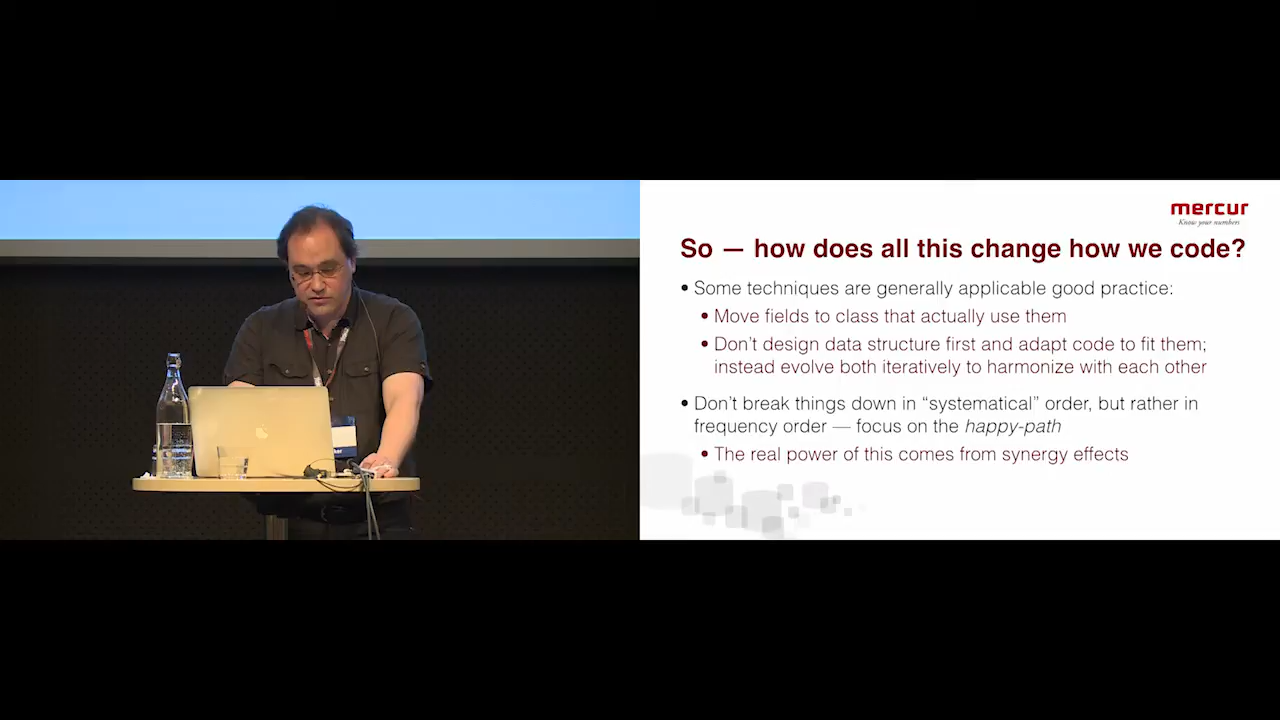 mercur
Know your numbers
So — how does all this change how we code?
• Some techniques are generally applicable good practice:
• Move fields to class that actually use them
• Don’t design data structure first and adapt code to fit them;
instead evolve both iteratively to harmonize with each other
• Don’t break things down in “systematical” order, but rather in
frequency order — focus on the happy-path
• The real power of this comes from synergy effects